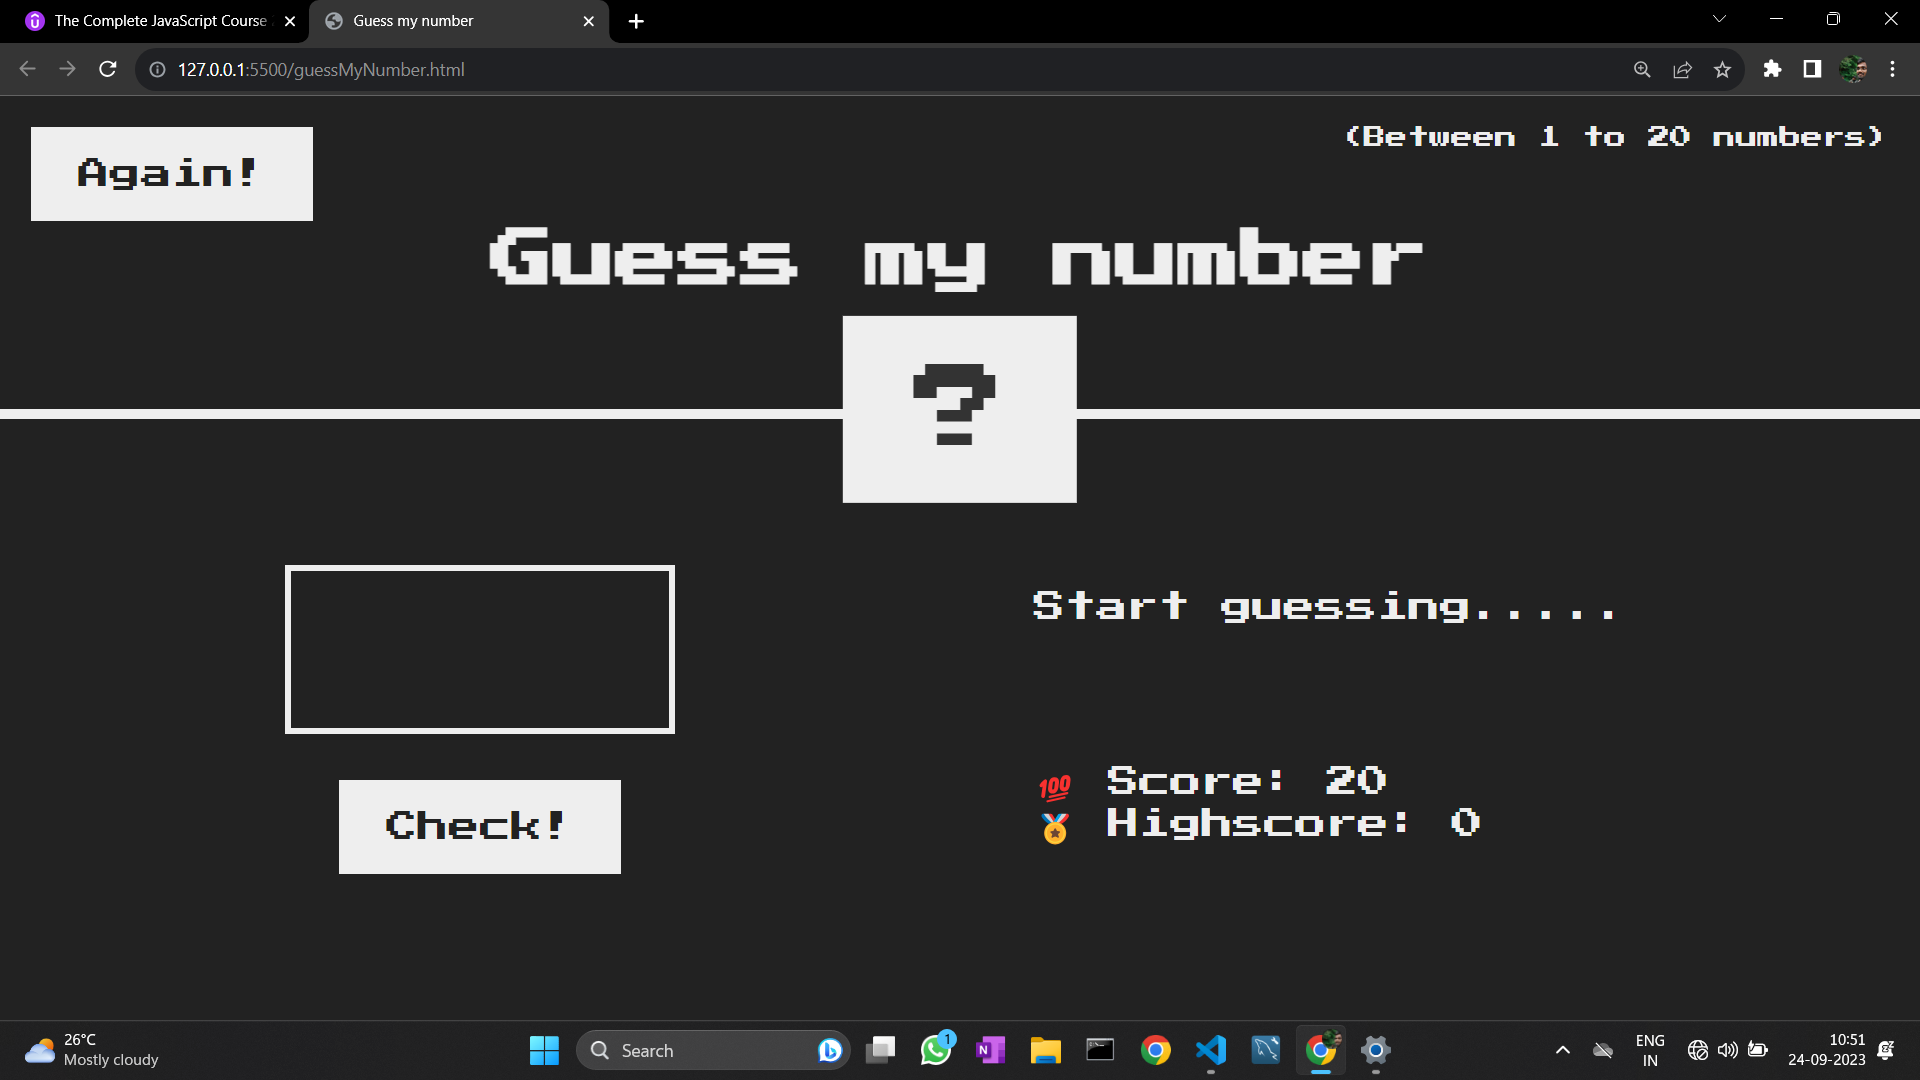 The Complete JavaScript Course
Guess my number
127.0.0.1:5500/guessMyNumber.html
Again!
(Between 1 to 20 numbers)
Guess my number
?
Start guessing.....
Check!
💯 Score: 20
🏅 Highscore: 0
26°C
Mostly cloudy
Search
1
N
ENG
IN
10:51
24-09-2023